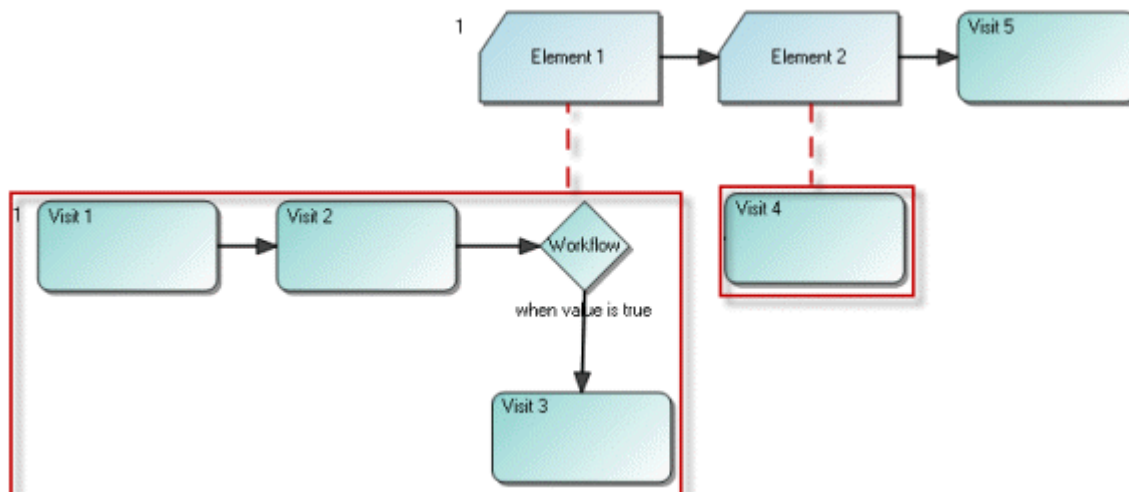 1
Element 1
Element 2
Visit 5
1
Visit 1
Visit 2
Workflow
Visit 4
when value is true
Visit 3